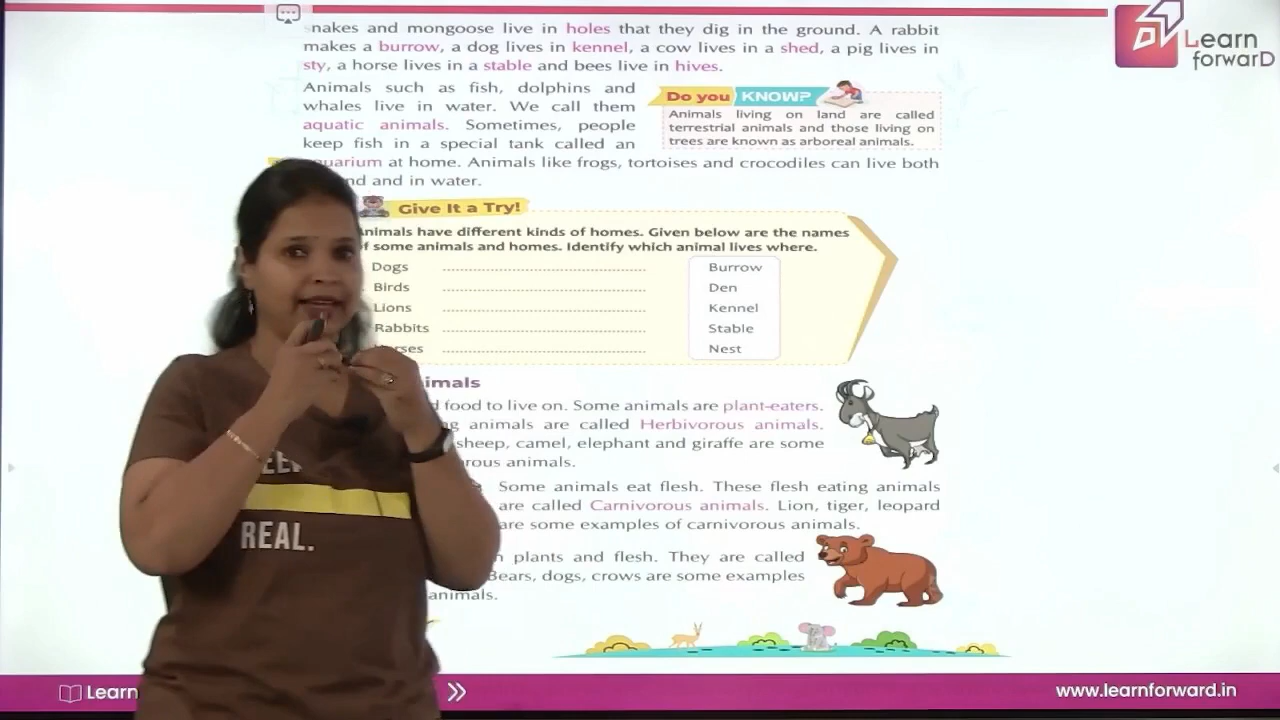 nakes and mongoose live in holes that they dig in the ground. A rabbit
makes a burrow, a dog lives in kennel, a cow lives in a shed, a pig lives in
sty, a horse lives in a stable and bees live in hives.
Animals such as fish, dolphins and
whales live in water. We call them
aquatic animals. Sometimes, people
keep fish in a special tank called an
quarium at home. Animals like frogs, tortoises and crocodiles can live both
nd and in water.
Do you KNOW?
Animals living on land are called
terrestrial animals and those living on
trees are known as arboreal animals.
Give It a Try!
nimals have different kinds of homes. Given below are the names
f some animals and homes. Identify which animal lives where.
Dogs ........................................................ Burrow
Birds ........................................................ Den
Lions ........................................................ Kennel
Rabbits ........................................................ Stable
rses ........................................................ Nest
imals
d food to live on. Some animals are plant-eaters.
g animals are called Herbivorous animals.
sheep, camel, elephant and giraffe are some
rous animals.
Some animals eat flesh. These flesh eating animals
are called Carnivorous animals. Lion, tiger, leopard
are some examples of carnivorous animals.
plants and flesh. They are called
Bears, dogs, crows are some examples
animals.
REAL.
Learn
forwarD
Learn
www.learnforward.in